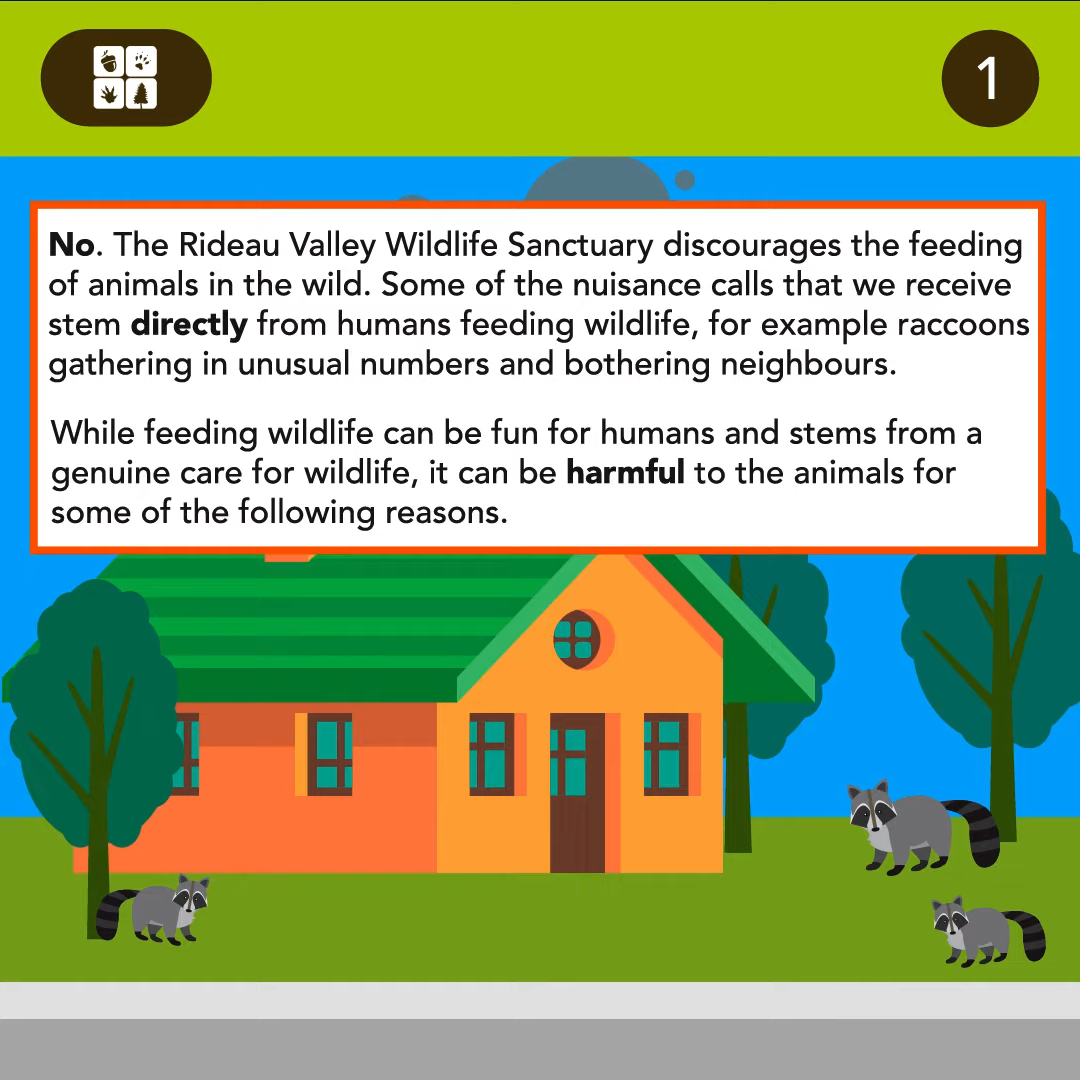 1
No. The Rideau Valley Wildlife Sanctuary discourages the feeding
of animals in the wild. Some of the nuisance calls that we receive
stem directly from humans feeding wildlife, for example raccoons
gathering in unusual numbers and bothering neighbours.
While feeding wildlife can be fun for humans and stems from a
genuine care for wildlife, it can be harmful to the animals for
some of the following reasons.